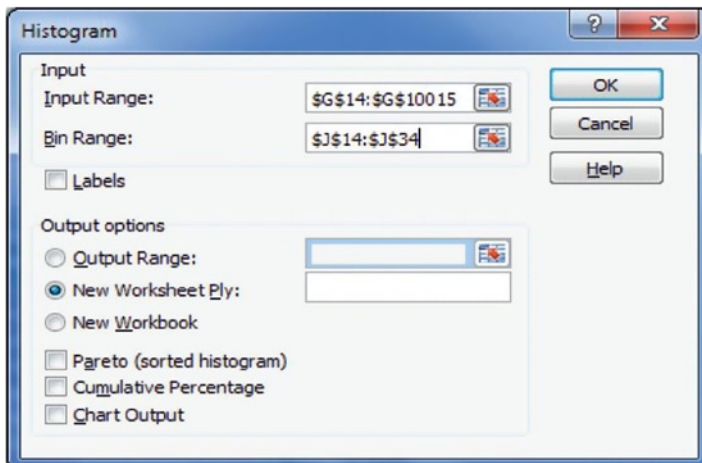 Histogram
Input
Input Range: $G$14:$G$10015
Bin Range: $J$14:$J$34
Labels
OK
Cancel
Help
Output options
Output Range:
New Worksheet Ply:
New Workbook
Pareto (sorted histogram)
Cumulative Percentage
Chart Output